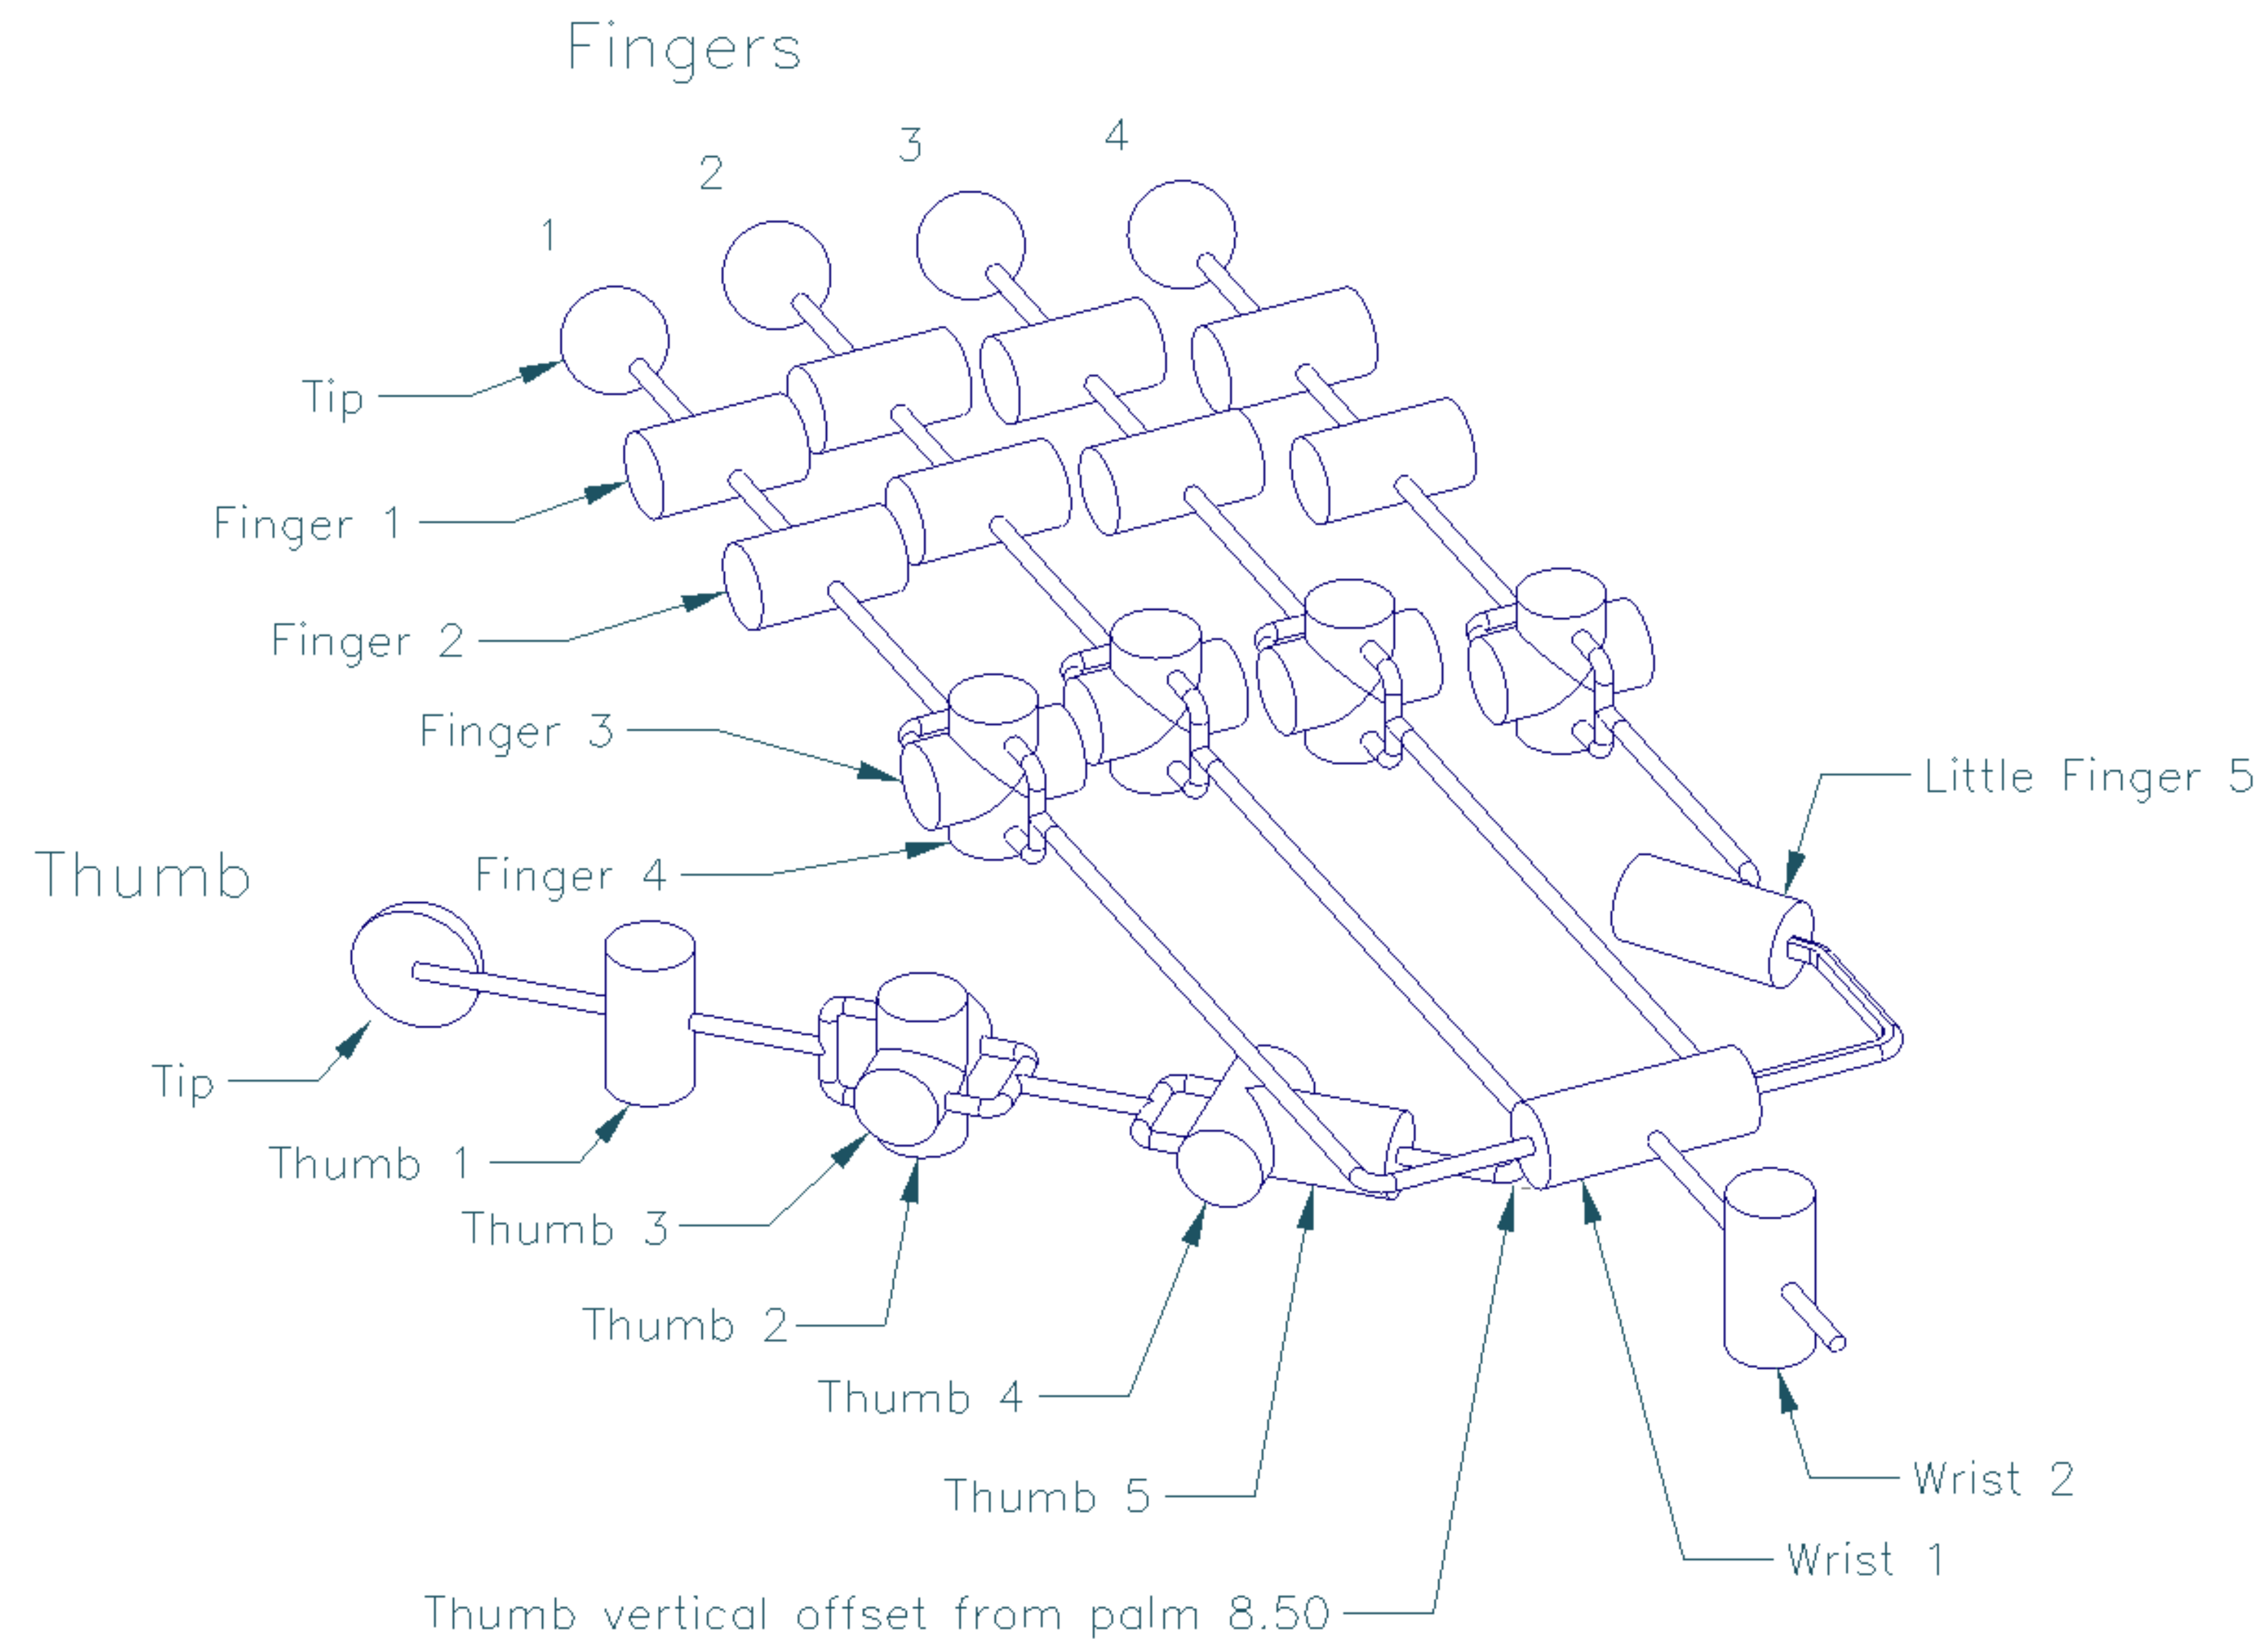 Fingers
4
3
2
1
Tip
Finger 1
Finger 2
Finger 3
Little Finger 5
Thumb
Finger 4
Tip
Thumb 1
Thumb 3
Thumb 2
Thumb 4
Wrist 2
Thumb 5
Wrist 1
Thumb vertical offset from palm 8.50